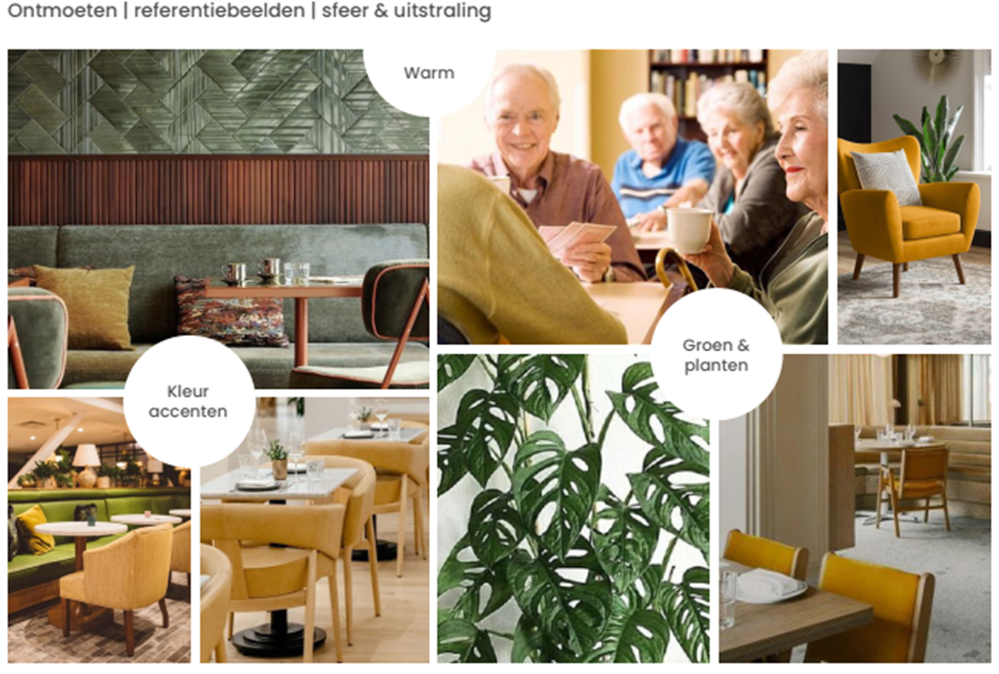 Ontmoeten | referentiebeelden | sfeer & uitstraling
Warm
Groen &
planten
Kleur
accenten